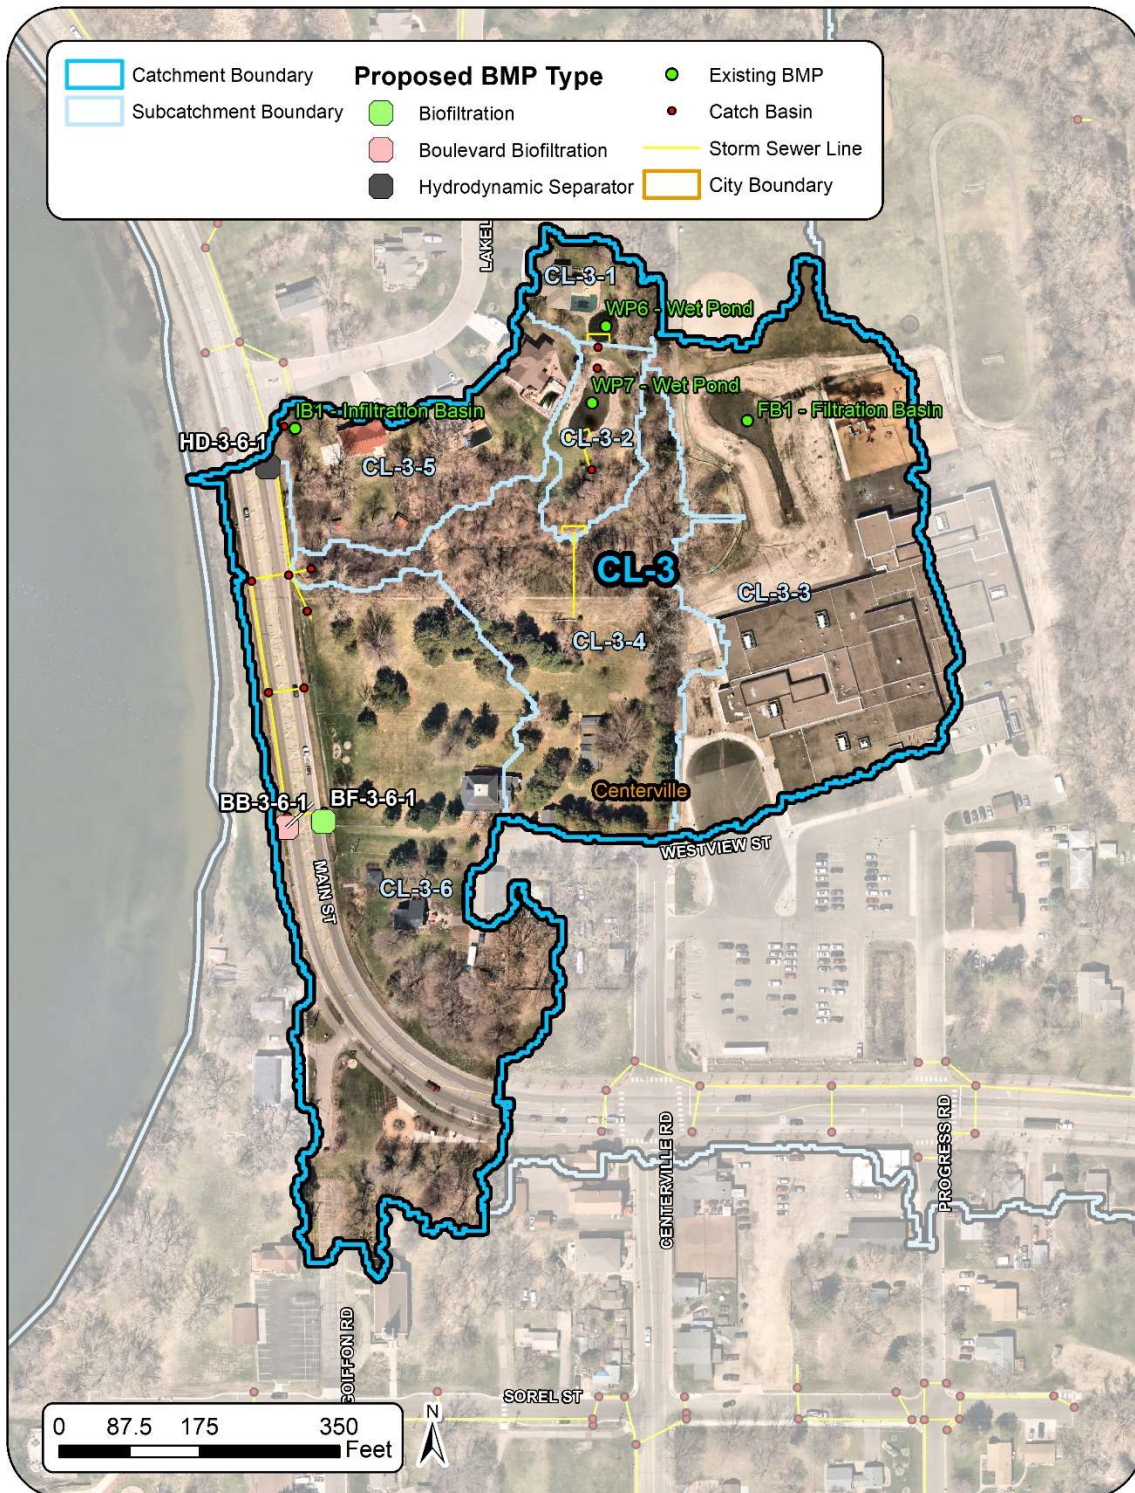 Catchment Boundary
Subcatchment Boundary
Proposed BMP Type
Biofiltration
Boulevard Biofiltration
Hydrodynamic Separator
Existing BMP
Catch Basin
Storm Sewer Line
City Boundary
LAKEL
CL-3-1
WP6 - Wet Pond
WP7 - Wet Pond
IB1 - Infiltration Basin
FB1 - Filtration Basin
HD-3-6-1
CL-3-2
CL-3-5
CL-3
CL-3-3
CL-3-4
Centerville
BB-3-6-1
BF-3-6-1
WESTVIEW ST
MAIN ST
CL-3-6
CENTERVILLE RD
PROGRESS RD
GOIFFON RD
SOREL ST
0 87.5 175 350
Feet
N